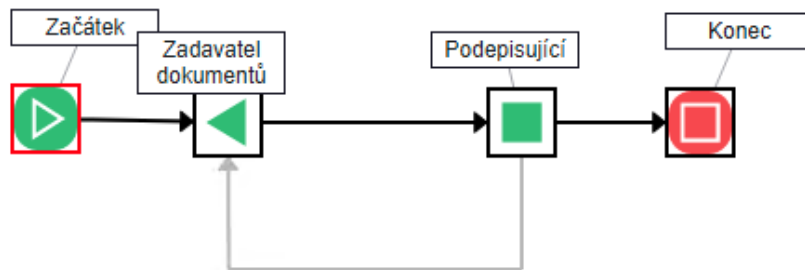 Začátek
Zadavatel
dokumentů
Podepisující
Konec